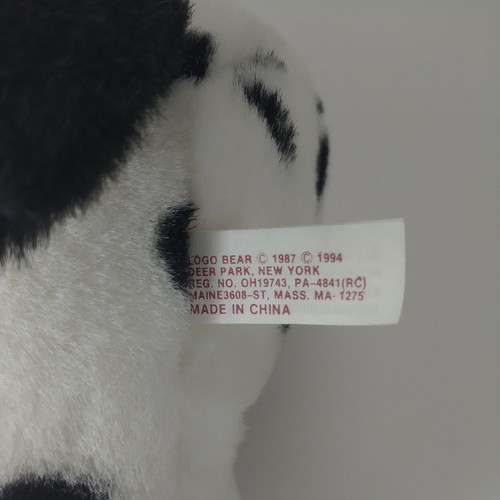 LOGO BEAR © 1987 © 1994
DEER PARK, NEW YORK
REG. NO. OH19743, PA-4841(RC)
MAINE3608-ST, MASS. MA-1275
MADE IN CHINA